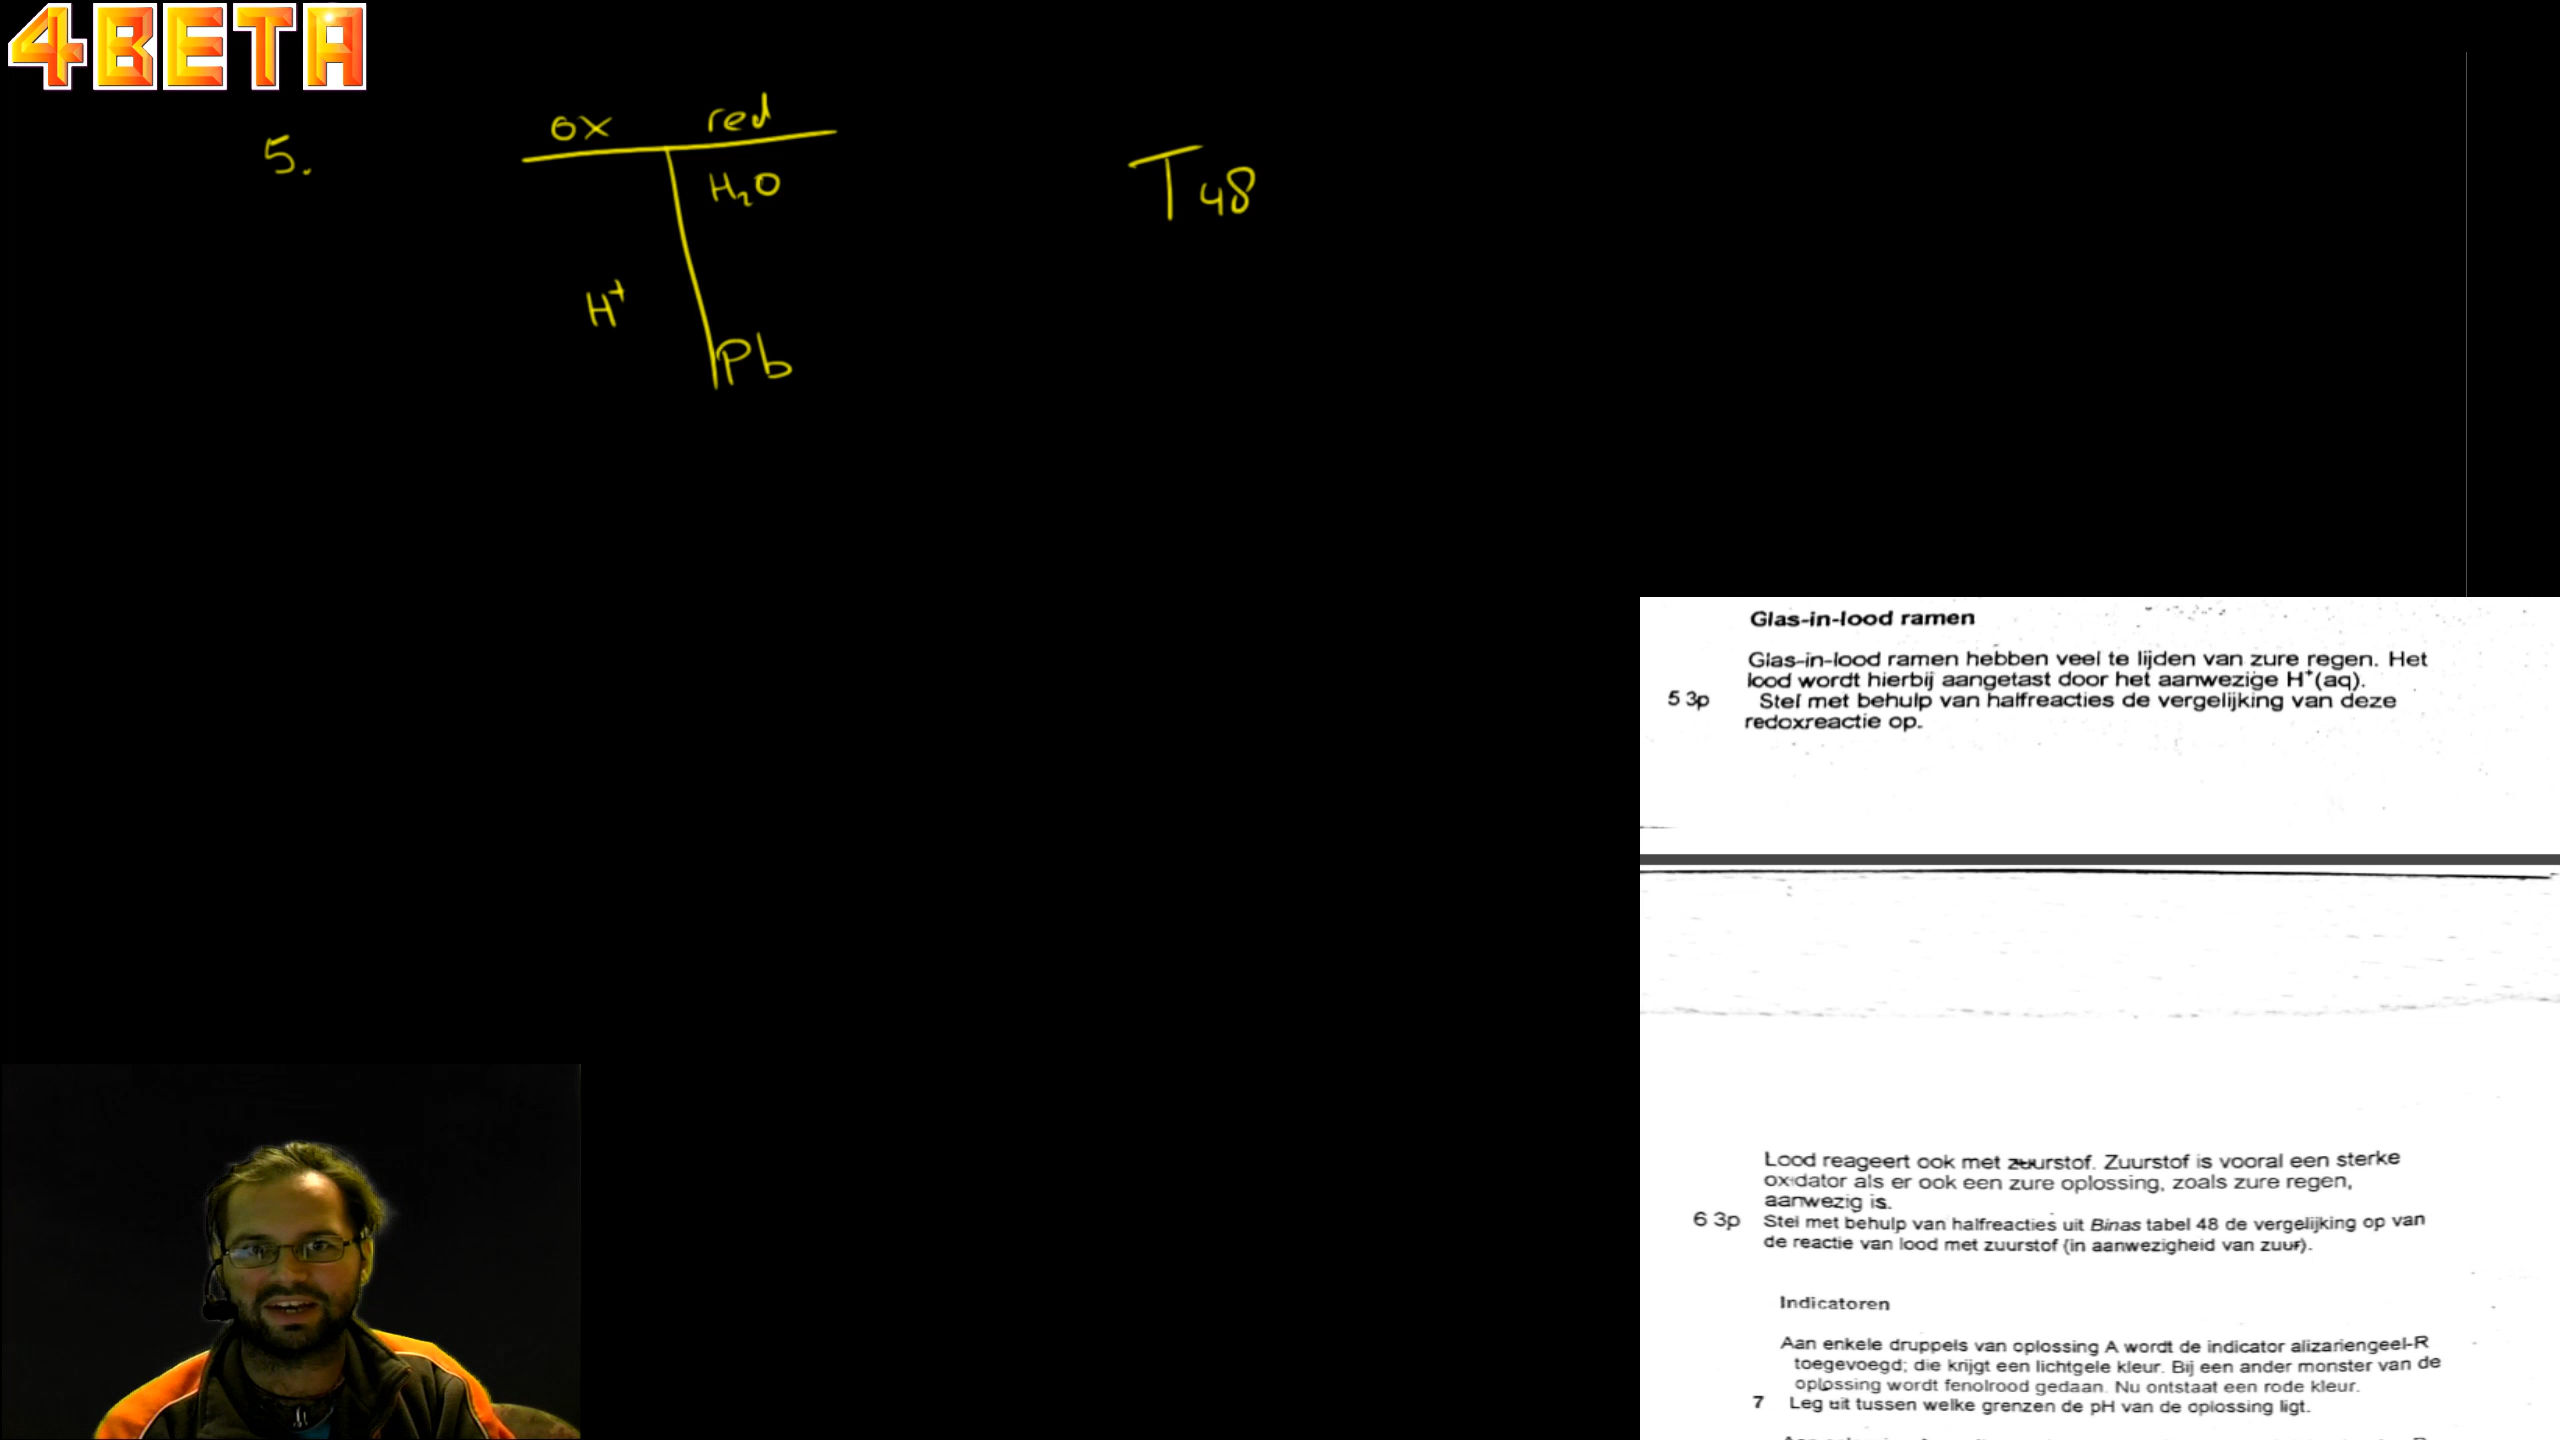 4BETA
5.
ox red
H₂O
H⁺
Pb
T48
Glas-in-lood ramen
Glas-in-lood ramen hebben veel te lijden van zure regen. Het
lood wordt hierbij aangetast door het aanwezige H⁺(aq).
5 3p Stel met behulp van halfreacties de vergelijking van deze
redoxreactie op.
Lood reageert ook met zuurstof. Zuurstof is vooral een sterke
oxidator als er ook een zure oplossing, zoals zure regen,
aanwezig is.
6 3p Stel met behulp van halfreacties uit Binas tabel 48 de vergelijking op van
de reactie van lood met zuurstof (in aanwezigheid van zuur).
Indicatoren
Aan enkele druppels van oplossing A wordt de indicator alizariengeel-R
toegevoegd; die krijgt een lichtgele kleur. Bij een ander monster van de
oplossing wordt fenolrood gedaan. Nu ontstaat een rode kleur.
7 Leg uit tussen welke grenzen de pH van de oplossing ligt.